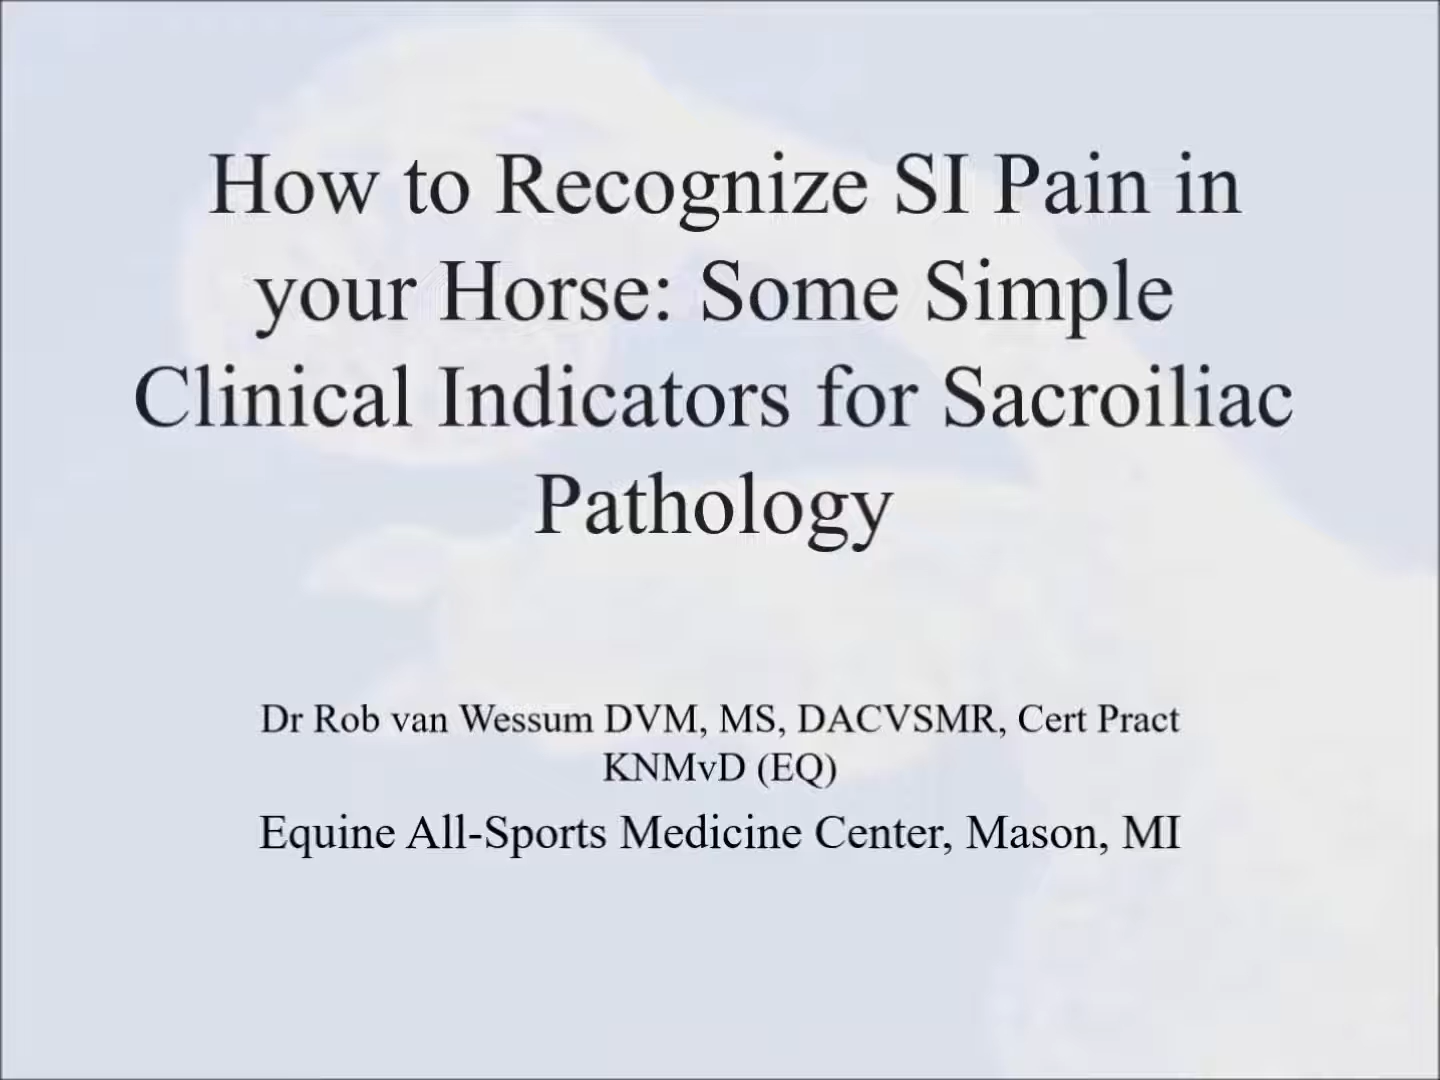 How to Recognize SI Pain in
your Horse: Some Simple
Clinical Indicators for Sacroiliac
Pathology
Dr Rob van Wessum DVM, MS, DACVSMR, Cert Pract
KNMvD (EQ)
Equine All-Sports Medicine Center, Mason, MI